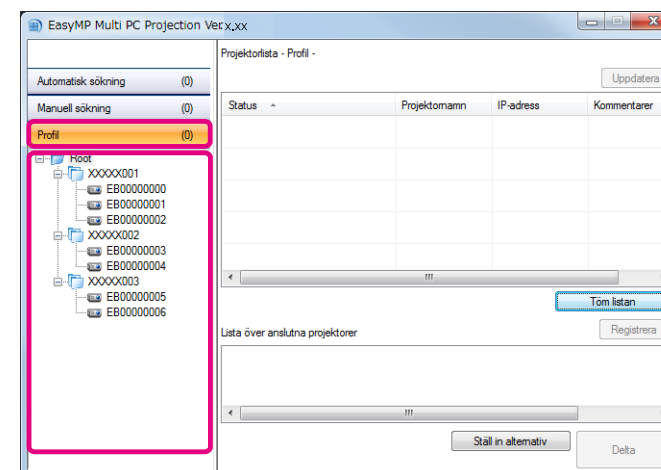 EasyMP Multi PC Projection Ver.x.xx
Projektorlista - Profil -
Automatisk sökning (0)
Uppdatera
Manuell sökning (0)
Status Projektornamn IP-adress Kommentarer
Profil (0)
Root
XXXXX001
EB00000000
EB00000001
EB00000002
XXXXX002
EB00000003
EB00000004
XXXXX003
EB00000005
EB00000006
Töm listan
Lista över anslutna projektorer
Registrera
Ställ in alternativ
Delta